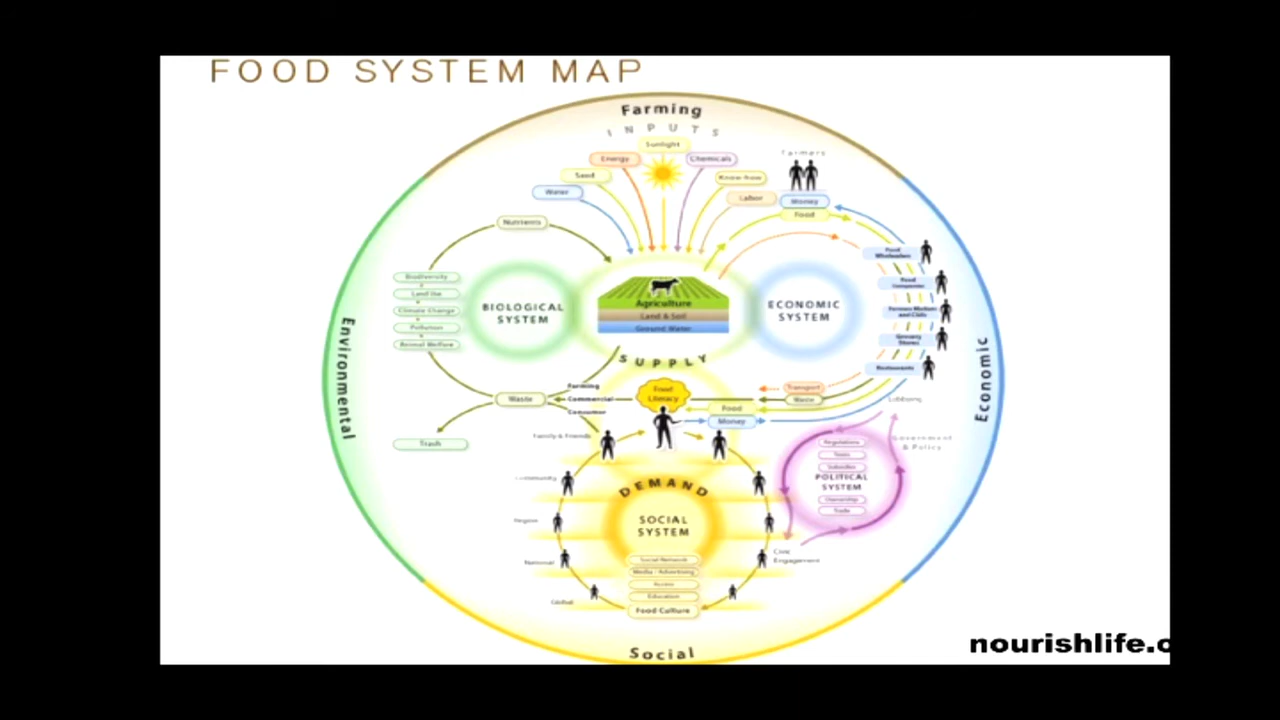 FOOD SYSTEM MAP
Farming
INPUTS
Sunlight
Energy
Chemicals
Farmers
Seed
Know-how
Water
Labor
Money
Food
Nutrients
Food
Wholesalers
Biodiversity
Land Use
Climate Change
Pollution
Animal Welfare
BIOLOGICAL
SYSTEM
Agriculture
Land & Soil
Ground Water
ECONOMIC
SYSTEM
Food
Companies
Grocery
Stores
Restaurants
Environmental
Economic
SUPPLY
Farming
Commercial
Consumer
Waste
Food
Literacy
Transport
Waste
Food
Money
Lobbying
Trash
Family & Friends
Government
& Policy
Regulations
Taxes
Subsidies
POLITICAL
SYSTEM
Ownership
Trade
Community
DEMAND
Region
SOCIAL
SYSTEM
National
Civic
Engagement
Social Network
Media / Advertising
Access
Education
Global
Food Culture
Social
nourishlife.o